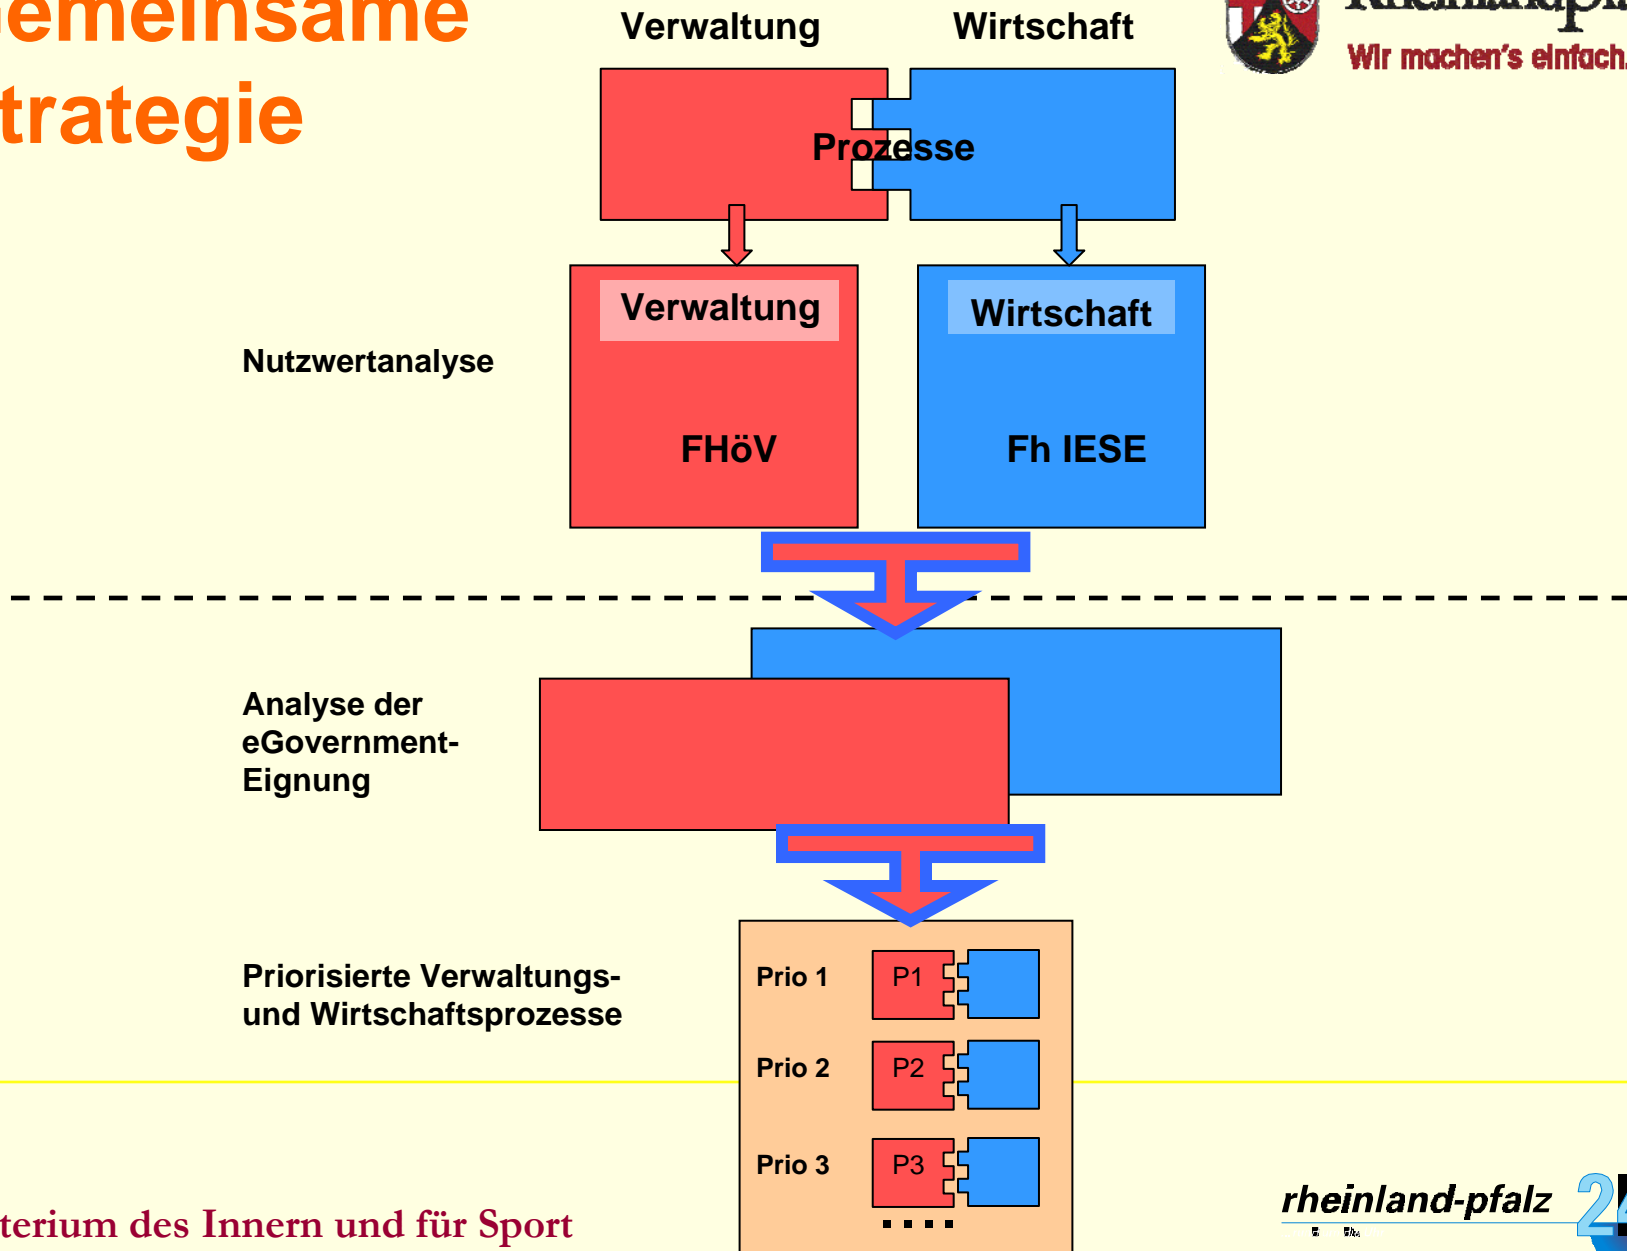 Gemeinsame
trategie
Verwaltung
Wirtschaft
Wir machen's einfach.
Prozesse
Verwaltung
Wirtschaft
Nutzwertanalyse
FHöV
Fh IESE
Analyse der
eGovernment-
Eignung
Priorisierte Verwaltungs-
und Wirtschaftsprozesse
Prio 1
P1
Prio 2
P2
Prio 3
P3
....
terium des Innern und für Sport
rheinland-pfalz 24